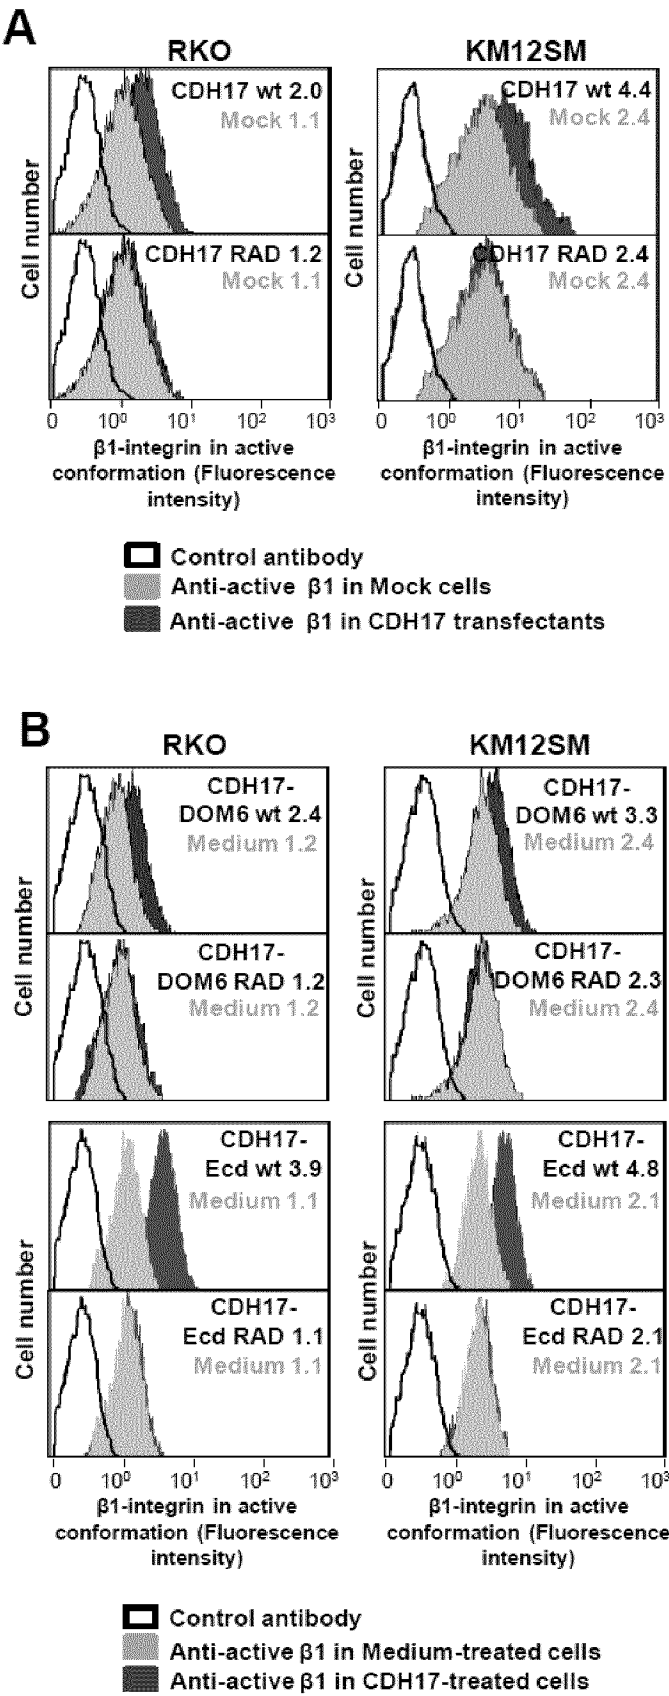 A
RKO
KM12SM
CDH17 wt 2.0
Mock 1.1
CDH17 wt 4.4
Mock 2.4
Cell number
Cell number
CDH17 RAD 1.2
Mock 1.1
CDH17 RAD 2.4
Mock 2.4
0 10⁰ 10¹ 10² 10³
0 10⁰ 10¹ 10² 10³
β1-integrin in active
conformation (Fluorescence
intensity)
β1-integrin in active
conformation (Fluorescence
intensity)
Control antibody
Anti-active β1 in Mock cells
Anti-active β1 in CDH17 transfectants
B
RKO
KM12SM
CDH17-
DOM6 wt 2.4
Medium 1.2
CDH17-
DOM6 wt 3.3
Medium 2.4
Cell number
Cell number
CDH17-
DOM6 RAD 1.2
Medium 1.2
CDH17-
DOM6 RAD 2.3
Medium 2.4
CDH17-
Ecd wt 3.9
Medium 1.1
CDH17-
Ecd wt 4.8
Medium 2.1
Cell number
Cell number
CDH17-
Ecd RAD 1.1
Medium 1.1
CDH17-
Ecd RAD 2.1
Medium 2.1
0 10⁰ 10¹ 10² 10³
0 10⁰ 10¹ 10² 10³
β1-integrin in active
conformation (Fluorescence
intensity)
β1-integrin in active
conformation (Fluorescence
intensity)
Control antibody
Anti-active β1 in Medium-treated cells
Anti-active β1 in CDH17-treated cells